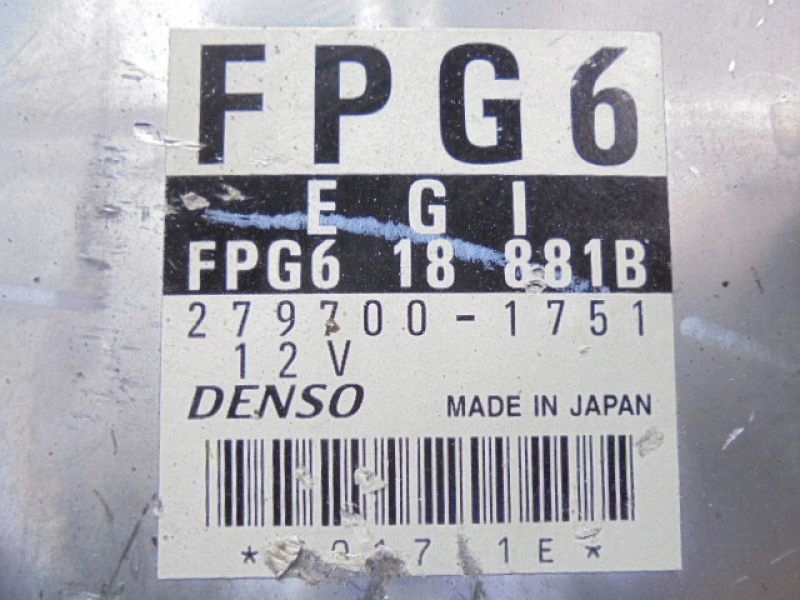 FPG6
EGI
FPG6 18 881B
279700-1751
12V
DENSO
MADE IN JAPAN